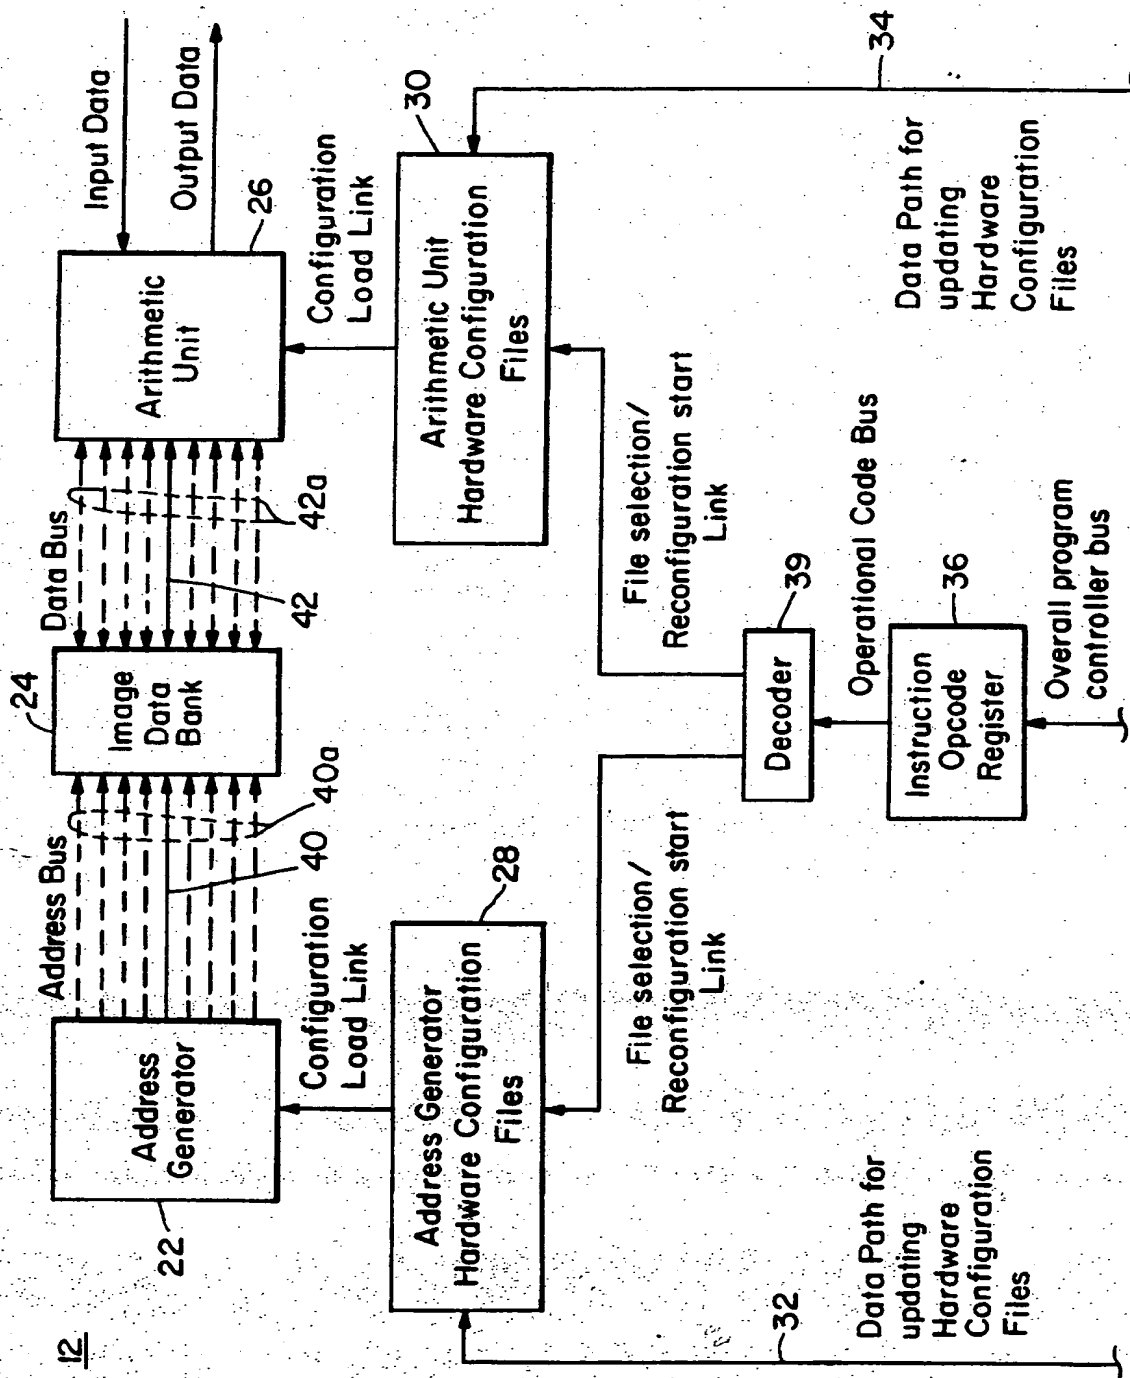 12
22
Address
Generator
Address Bus
40
40a
24
Image
Data
Bank
Data Bus
42
42a
Arithmetic
Unit
26
Input Data
Output Data
Configuration
Load Link
Configuration
Load Link
28
Address Generator
Hardware Configuration
Files
30
Arithmetic Unit
Hardware Configuration
Files
File selection/
Reconfiguration start
Link
File selection/
Reconfiguration start
Link
39
Decoder
Operational Code Bus
36
Instruction
Opcode
Register
Overall program
controller bus
32
Data Path for
updating
Hardware
Configuration
Files
34
Data Path for
updating
Hardware
Configuration
Files